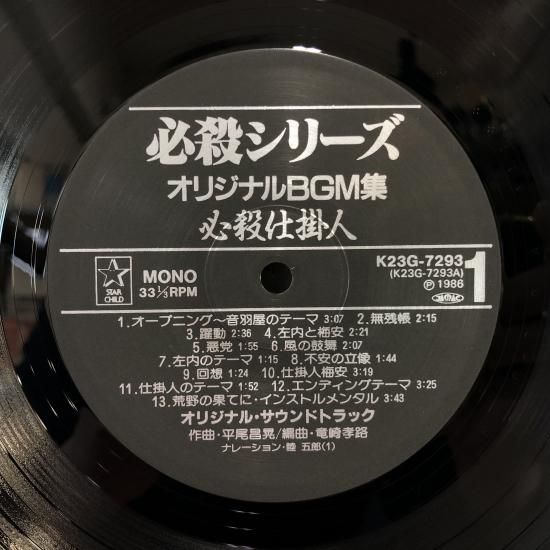 必殺シリーズ
オリジナルBGM集
必殺仕掛人
K23G-7293
(K23G-7293A)
Ⓟ 1986
1
STAR
CHILD
MONO
33 1/3 RPM
1.オープニング〜音羽屋のテーマ 3:07 2.無残帳 2:15
3.躍動 2:36 4.左内と梅安 2:21
5.悪党 1:55 6.風の鼓舞 2:07
7.左内のテーマ 1:15 8.不安の立像 1:44
9.回想 1:24 10.仕掛人梅安 3:19
11.仕掛人のテーマ 1:52 12.エンディングテーマ 3:25
13.荒野の果てに・インストルメンタル 3:43
オリジナル・サウンドトラック
作曲・平尾昌晃/編曲・竜崎孝路
ナレーション・睦 五郎(1)